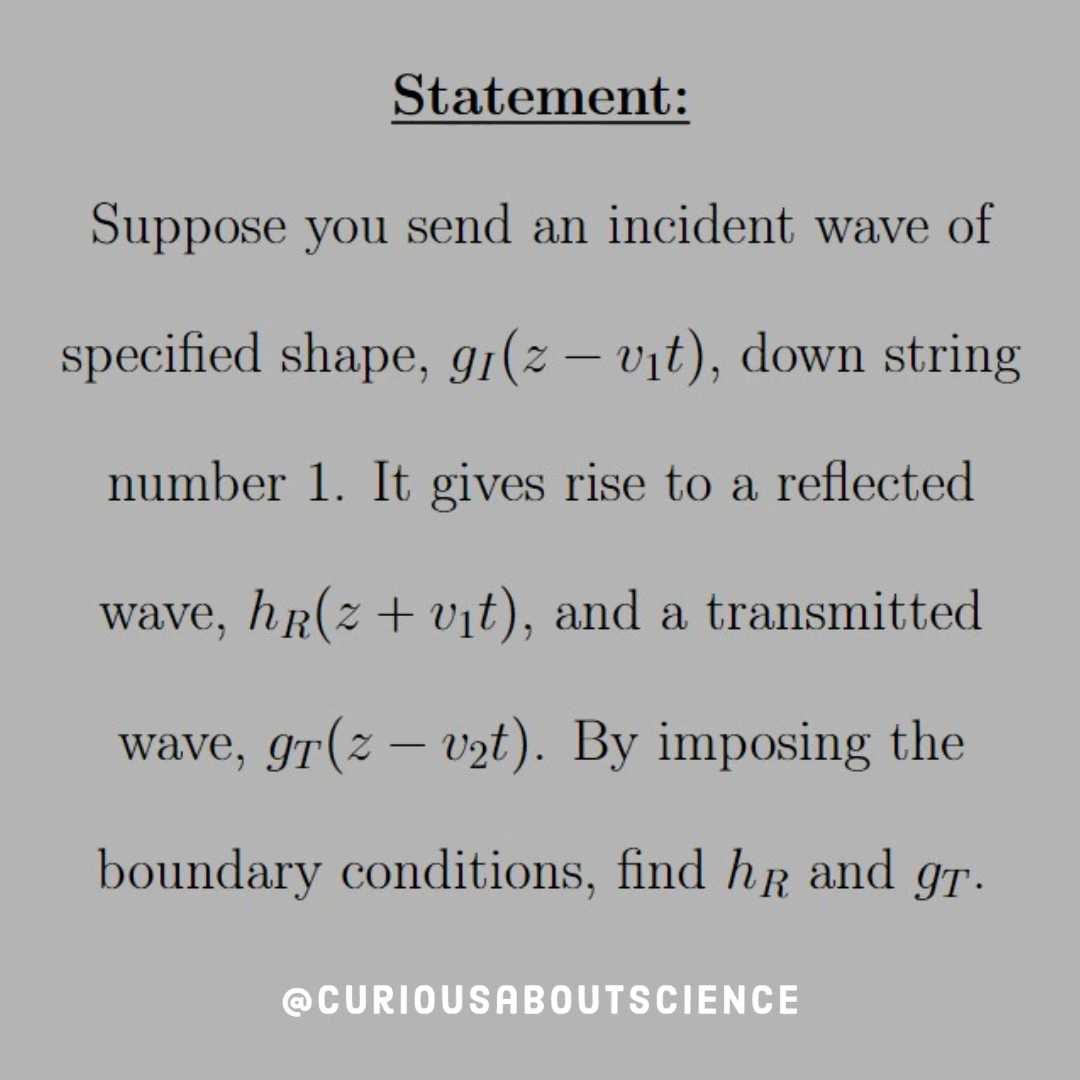 Statement:
Suppose you send an incident wave of
specified shape, g_I(z − v_1t), down string
number 1. It gives rise to a reflected
wave, h_R(z + v_1t), and a transmitted
wave, g_T(z − v_2t). By imposing the
boundary conditions, find h_R and g_T.
@CURIOUSABOUTSCIENCE